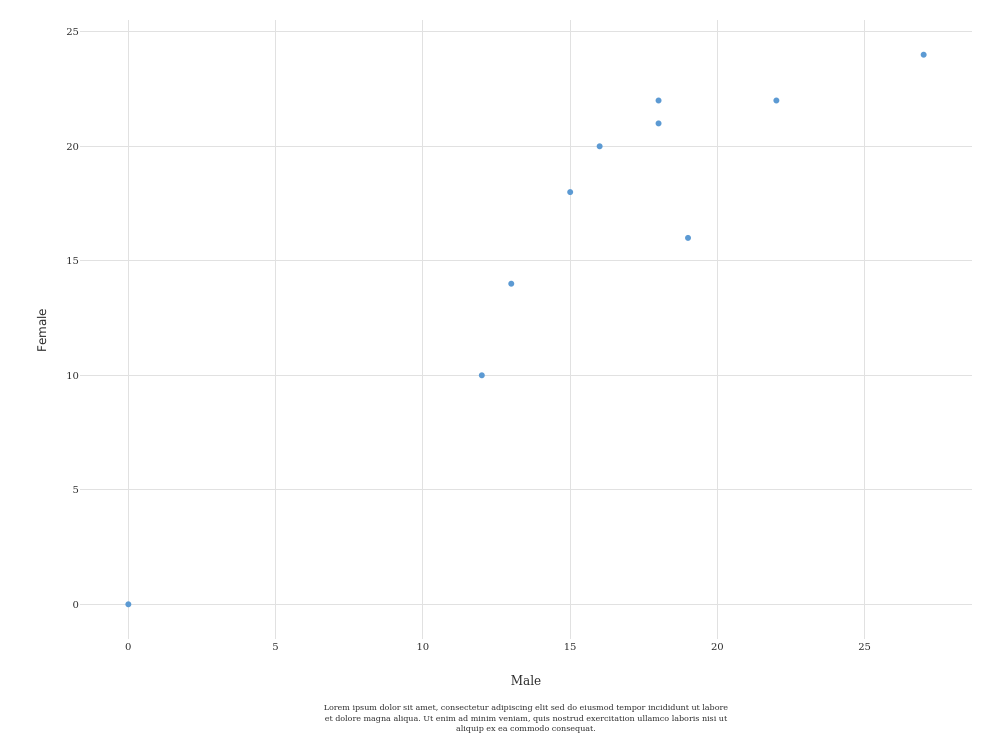 25
20
15
10
5
0
Female
0 5 10 15 20 25
Male
Lorem ipsum dolor sit amet, consectetur adipiscing elit sed do eiusmod tempor incididunt ut labore
et dolore magna aliqua. Ut enim ad minim veniam, quis nostrud exercitation ullamco laboris nisi ut
aliquip ex ea commodo consequat.